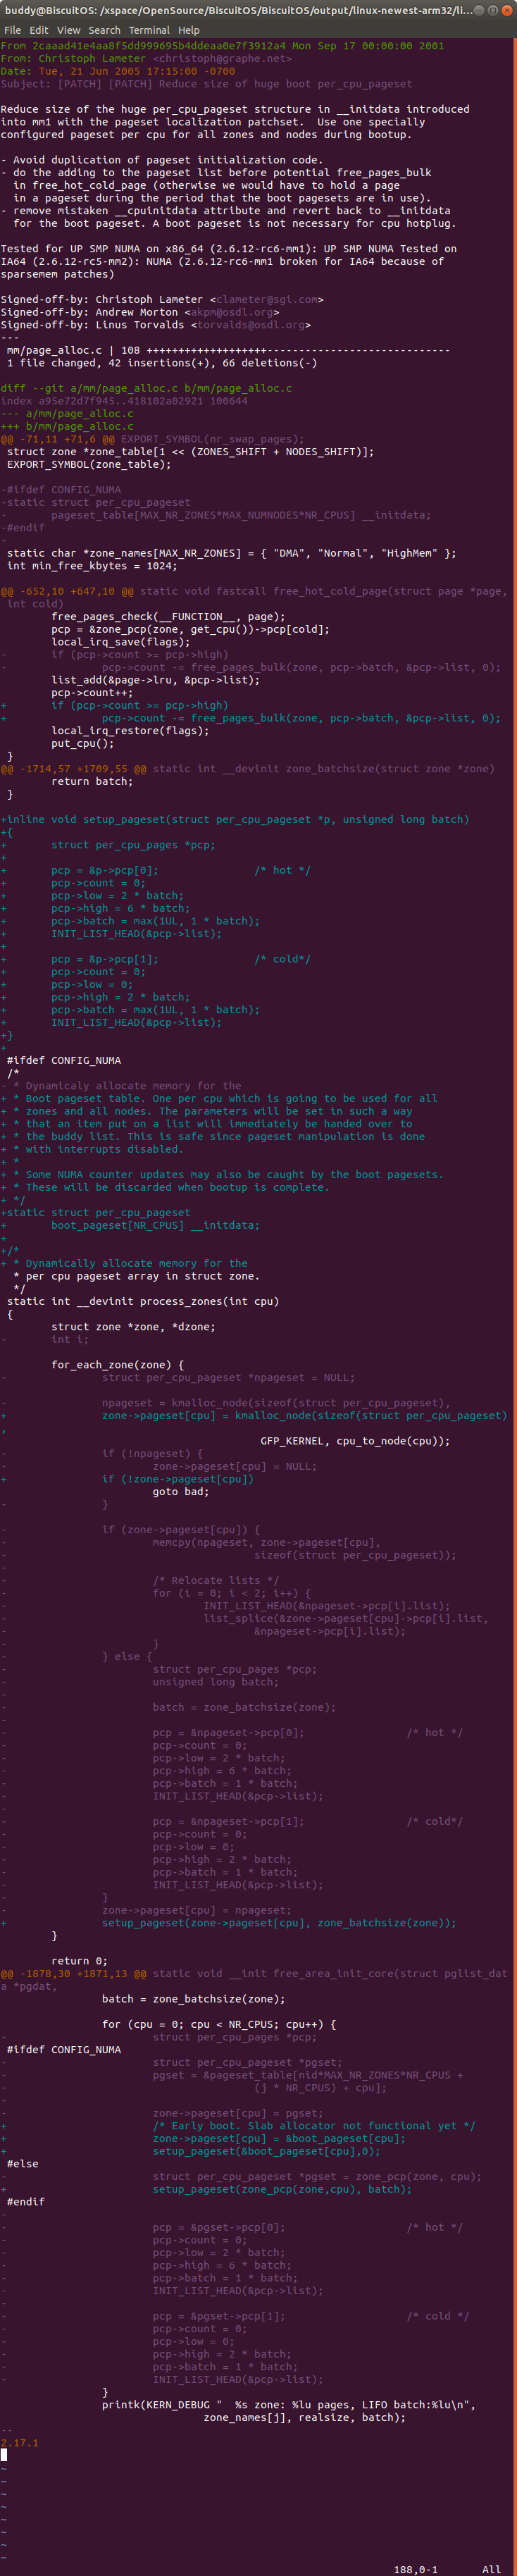 buddy@BiscuitOS: /xspace/OpenSource/BiscuitOS/BiscuitOS/output/linux-newest-arm32/li...
File Edit View Search Terminal Help
From 2caaad41e4aa8f5dd999695b4ddeaa0e7f3912a4 Mon Sep 17 00:00:00 2001
From: Christoph Lameter <christoph@graphe.net>
Date: Tue, 21 Jun 2005 17:15:00 -0700
Subject: [PATCH] [PATCH] Reduce size of huge boot per_cpu_pageset

Reduce size of the huge per_cpu_pageset structure in __initdata introduced
into mm1 with the pageset localization patchset.  Use one specially
configured pageset per cpu for all zones and nodes during bootup.

- Avoid duplication of pageset initialization code.
- do the adding to the pageset list before potential free_pages_bulk
  in free_hot_cold_page (otherwise we would have to hold a page
  in a pageset during the period that the boot pagesets are in use).
- remove mistaken __cpuinitdata attribute and revert back to __initdata
  for the boot pageset. A boot pageset is not necessary for cpu hotplug.

Tested for UP SMP NUMA on x86_64 (2.6.12-rc6-mm1): UP SMP NUMA Tested on
IA64 (2.6.12-rc5-mm2): NUMA (2.6.12-rc6-mm1 broken for IA64 because of
sparsemem patches)

Signed-off-by: Christoph Lameter <clameter@sgi.com>
Signed-off-by: Andrew Morton <akpm@osdl.org>
Signed-off-by: Linus Torvalds <torvalds@osdl.org>
---
 mm/page_alloc.c | 108 +++++++++++++++++++-----------------------------
 1 file changed, 42 insertions(+), 66 deletions(-)

diff --git a/mm/page_alloc.c b/mm/page_alloc.c
index a95e72d7f945..418102a02921 100644
--- a/mm/page_alloc.c
+++ b/mm/page_alloc.c
@@ -71,11 +71,6 @@ EXPORT_SYMBOL(nr_swap_pages);
 struct zone *zone_table[1 << (ZONES_SHIFT + NODES_SHIFT)];
 EXPORT_SYMBOL(zone_table);

-#ifdef CONFIG_NUMA
-static struct per_cpu_pageset
-       pageset_table[MAX_NR_ZONES*MAX_NUMNODES*NR_CPUS] __initdata;
-#endif
-
 static char *zone_names[MAX_NR_ZONES] = { "DMA", "Normal", "HighMem" };
 int min_free_kbytes = 1024;

@@ -652,10 +647,10 @@ static void fastcall free_hot_cold_page(struct page *page,
 int cold)
        free_pages_check(__FUNCTION__, page);
        pcp = &zone_pcp(zone, get_cpu())->pcp[cold];
        local_irq_save(flags);
-       if (pcp->count >= pcp->high)
-               pcp->count -= free_pages_bulk(zone, pcp->batch, &pcp->list, 0);
        list_add(&page->lru, &pcp->list);
        pcp->count++;
+       if (pcp->count >= pcp->high)
+               pcp->count -= free_pages_bulk(zone, pcp->batch, &pcp->list, 0);
        local_irq_restore(flags);
        put_cpu();
 }
@@ -1714,57 +1709,55 @@ static int __devinit zone_batchsize(struct zone *zone)
        return batch;
 }

+inline void setup_pageset(struct per_cpu_pageset *p, unsigned long batch)
+{
+       struct per_cpu_pages *pcp;
+
+       pcp = &p->pcp[0];               /* hot */
+       pcp->count = 0;
+       pcp->low = 2 * batch;
+       pcp->high = 6 * batch;
+       pcp->batch = max(1UL, 1 * batch);
+       INIT_LIST_HEAD(&pcp->list);
+
+       pcp = &p->pcp[1];               /* cold*/
+       pcp->count = 0;
+       pcp->low = 0;
+       pcp->high = 2 * batch;
+       pcp->batch = max(1UL, 1 * batch);
+       INIT_LIST_HEAD(&pcp->list);
+}
+
 #ifdef CONFIG_NUMA
 /*
- * Dynamicaly allocate memory for the
+ * Boot pageset table. One per cpu which is going to be used for all
+ * zones and all nodes. The parameters will be set in such a way
+ * that an item put on a list will immediately be handed over to
+ * the buddy list. This is safe since pageset manipulation is done
+ * with interrupts disabled.
+ *
+ * Some NUMA counter updates may also be caught by the boot pagesets.
+ * These will be discarded when bootup is complete.
+ */
+static struct per_cpu_pageset
+       boot_pageset[NR_CPUS] __initdata;
+
+/*
+ * Dynamically allocate memory for the
  * per cpu pageset array in struct zone.
  */
 static int __devinit process_zones(int cpu)
 {
        struct zone *zone, *dzone;
-       int i;

        for_each_zone(zone) {
-               struct per_cpu_pageset *npageset = NULL;

-               npageset = kmalloc_node(sizeof(struct per_cpu_pageset),
+               zone->pageset[cpu] = kmalloc_node(sizeof(struct per_cpu_pageset)
,
                                         GFP_KERNEL, cpu_to_node(cpu));
-               if (!npageset) {
-                       zone->pageset[cpu] = NULL;
+               if (!zone->pageset[cpu])
                        goto bad;
-               }

-               if (zone->pageset[cpu]) {
-                       memcpy(npageset, zone->pageset[cpu],
-                                       sizeof(struct per_cpu_pageset));
-
-                       /* Relocate lists */
-                       for (i = 0; i < 2; i++) {
-                               INIT_LIST_HEAD(&npageset->pcp[i].list);
-                               list_splice(&zone->pageset[cpu]->pcp[i].list,
-                                       &npageset->pcp[i].list);
-                       }
-               } else {
-                       struct per_cpu_pages *pcp;
-                       unsigned long batch;
-
-                       batch = zone_batchsize(zone);
-
-                       pcp = &npageset->pcp[0];                /* hot */
-                       pcp->count = 0;
-                       pcp->low = 2 * batch;
-                       pcp->high = 6 * batch;
-                       pcp->batch = 1 * batch;
-                       INIT_LIST_HEAD(&pcp->list);
-
-                       pcp = &npageset->pcp[1];                /* cold*/
-                       pcp->count = 0;
-                       pcp->low = 0;
-                       pcp->high = 2 * batch;
-                       pcp->batch = 1 * batch;
-                       INIT_LIST_HEAD(&pcp->list);
-               }
-               zone->pageset[cpu] = npageset;
+               setup_pageset(zone->pageset[cpu], zone_batchsize(zone));
        }

        return 0;
@@ -1878,30 +1871,13 @@ static void __init free_area_init_core(struct pglist_dat
a *pgdat,
                batch = zone_batchsize(zone);

                for (cpu = 0; cpu < NR_CPUS; cpu++) {
-                       struct per_cpu_pages *pcp;
 #ifdef CONFIG_NUMA
-                       struct per_cpu_pageset *pgset;
-                       pgset = &pageset_table[nid*MAX_NR_ZONES*NR_CPUS +
-                                       (j * NR_CPUS) + cpu];
-
-                       zone->pageset[cpu] = pgset;
+                       /* Early boot. Slab allocator not functional yet */
+                       zone->pageset[cpu] = &boot_pageset[cpu];
+                       setup_pageset(&boot_pageset[cpu],0);
 #else
-                       struct per_cpu_pageset *pgset = zone_pcp(zone, cpu);
+                       setup_pageset(zone_pcp(zone,cpu), batch);
 #endif
-
-                       pcp = &pgset->pcp[0];                   /* hot */
-                       pcp->count = 0;
-                       pcp->low = 2 * batch;
-                       pcp->high = 6 * batch;
-                       pcp->batch = 1 * batch;
-                       INIT_LIST_HEAD(&pcp->list);
-
-                       pcp = &pgset->pcp[1];                   /* cold */
-                       pcp->count = 0;
-                       pcp->low = 0;
-                       pcp->high = 2 * batch;
-                       pcp->batch = 1 * batch;
-                       INIT_LIST_HEAD(&pcp->list);
                }
                printk(KERN_DEBUG "  %s zone: %lu pages, LIFO batch:%lu\n",
                                zone_names[j], realsize, batch);
--
2.17.1

~
~
~
~
~
~
~
~
188,0-1       All